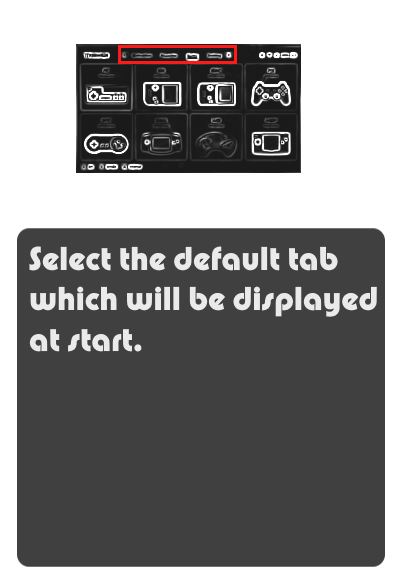 Select the default tab
which will be displayed
at start.